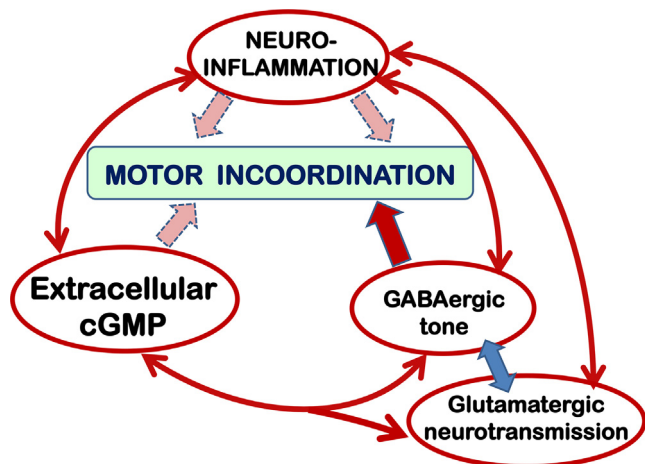 NEURO-
INFLAMMATION
MOTOR INCOORDINATION
Extracellular
cGMP
GABAergic
tone
Glutamatergic
neurotransmission